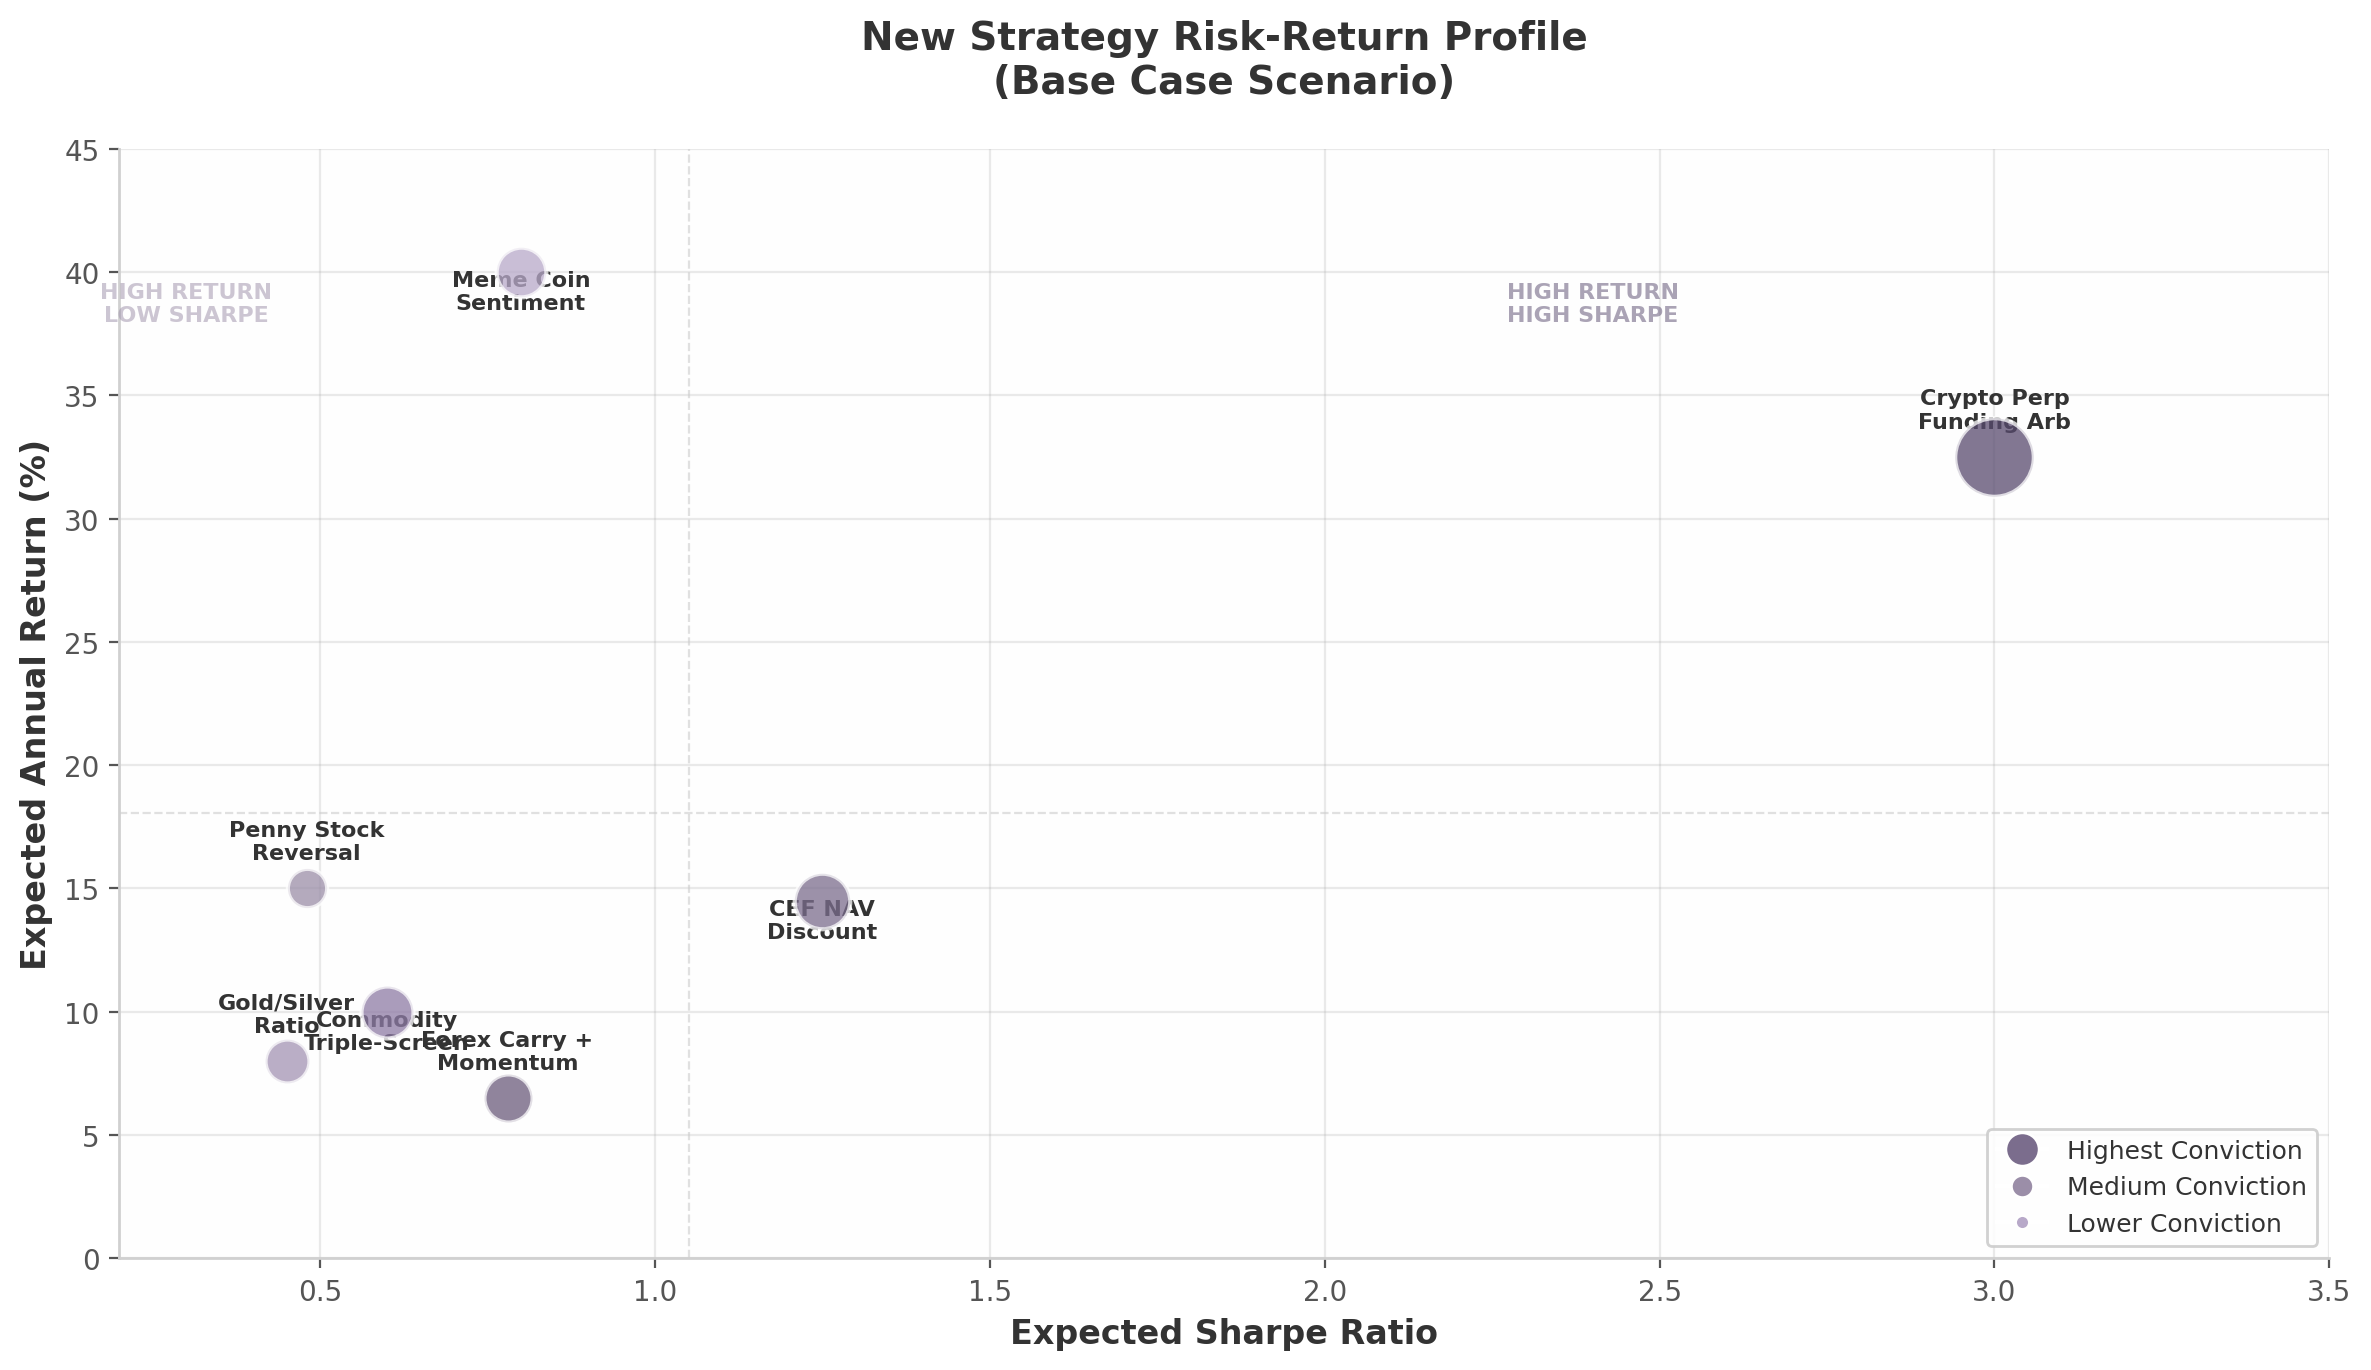 New Strategy Risk-Return Profile
(Base Case Scenario)
Expected Annual Return (%)
45
40
35
30
25
20
15
10
5
0
HIGH RETURN
LOW SHARPE
Meme Coin
Sentiment
HIGH RETURN
HIGH SHARPE
Crypto Perp
Funding Arb
Penny Stock
Reversal
CEF NAV
Discount
Gold/Silver
Ratio
Commodity
Triple-Screen
Forex Carry +
Momentum
Highest Conviction
Medium Conviction
Lower Conviction
0.5
1.0
1.5
2.0
2.5
3.0
3.5
Expected Sharpe Ratio